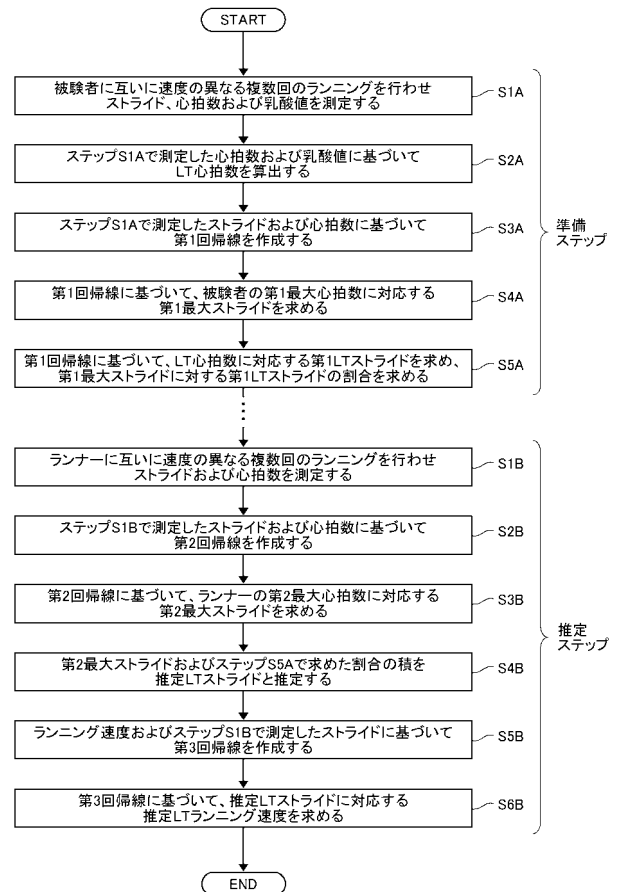 START
被験者に互いに速度の異なる複数回のランニングを行わせ
ストライド、心拍数および乳酸値を測定する
S1A
ステップS1Aで測定した心拍数および乳酸値に基づいて
LT心拍数を算出する
S2A
ステップS1Aで測定したストライドおよび心拍数に基づいて
第1回帰線を作成する
S3A
準備
ステップ
第1回帰線に基づいて、被験者の第1最大心拍数に対応する
第1最大ストライドを求める
S4A
第1回帰線に基づいて、LT心拍数に対応する第1LTストライドを求め、
第1最大ストライドに対する第1LTストライドの割合を求める
S5A
ランナーに互いに速度の異なる複数回のランニングを行わせ
ストライドおよび心拍数を測定する
S1B
ステップS1Bで測定したストライドおよび心拍数に基づいて
第2回帰線を作成する
S2B
第2回帰線に基づいて、ランナーの第2最大心拍数に対応する
第2最大ストライドを求める
S3B
推定
ステップ
第2最大ストライドおよびステップS5Aで求めた割合の積を
推定LTストライドと推定する
S4B
ランニング速度およびステップS1Bで測定したストライドに基づいて
第3回帰線を作成する
S5B
第3回帰線に基づいて、推定LTストライドに対応する
推定LTランニング速度を求める
S6B
END